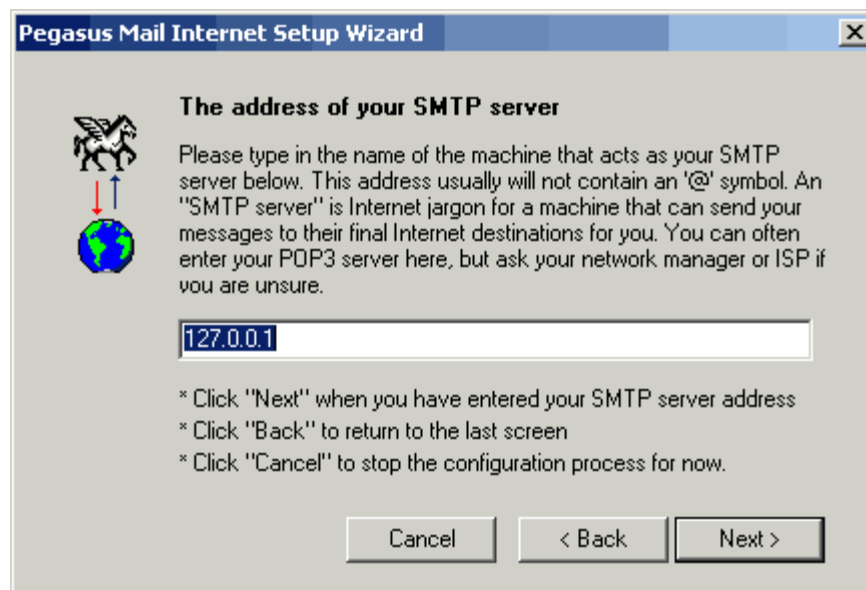 Pegasus Mail Internet Setup Wizard
The address of your SMTP server
Please type in the name of the machine that acts as your SMTP
server below. This address usually will not contain an '@' symbol. An
"SMTP server" is Internet jargon for a machine that can send your
messages to their final Internet destinations for you. You can often
enter your POP3 server here, but ask your network manager or ISP if
you are unsure.
127.0.0.1
* Click "Next" when you have entered your SMTP server address
* Click "Back" to return to the last screen
* Click "Cancel" to stop the configuration process for now.
Cancel < Back Next >